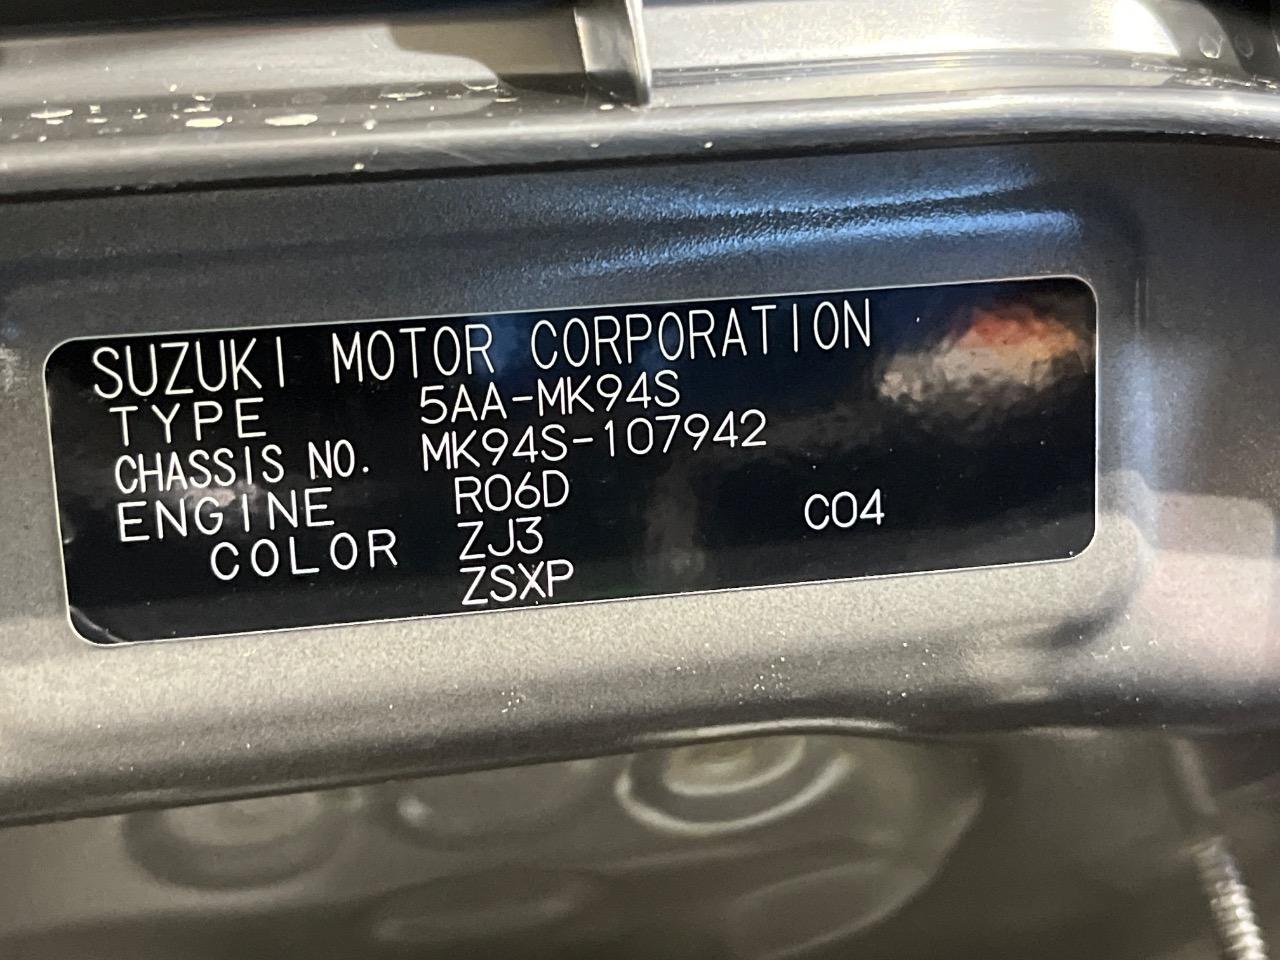 SUZUKI MOTOR CORPORATION
TYPE 5AA-MK94S
CHASSIS NO. MK94S-107942
ENGINE R06D
COLOR ZJ3 C04
ZSXP